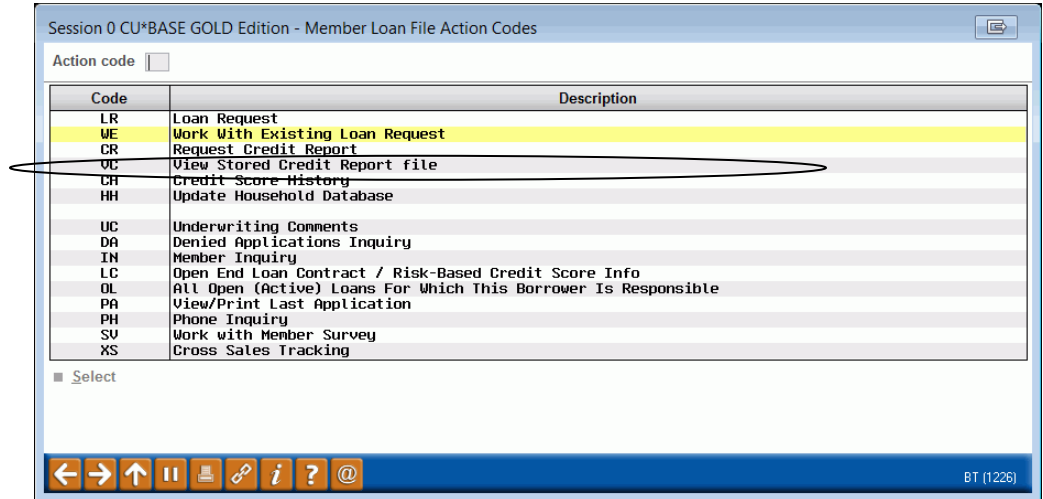 Session 0 CU*BASE GOLD Edition - Member Loan File Action Codes
Action code
Code Description
LR Loan Request
WE Work With Existing Loan Request
CR Request Credit Report
VC View Stored Credit Report file
CH Credit Score History
HH Update Household Database
UC Underwriting Comments
DA Denied Applications Inquiry
IN Member Inquiry
LC Open End Loan Contract / Risk-Based Credit Score Info
OL All Open (Active) Loans For Which This Borrower Is Responsible
PA View/Print Last Application
PH Phone Inquiry
SV Work with Member Survey
XS Cross Sales Tracking
Select
i ? @
BT (1226)